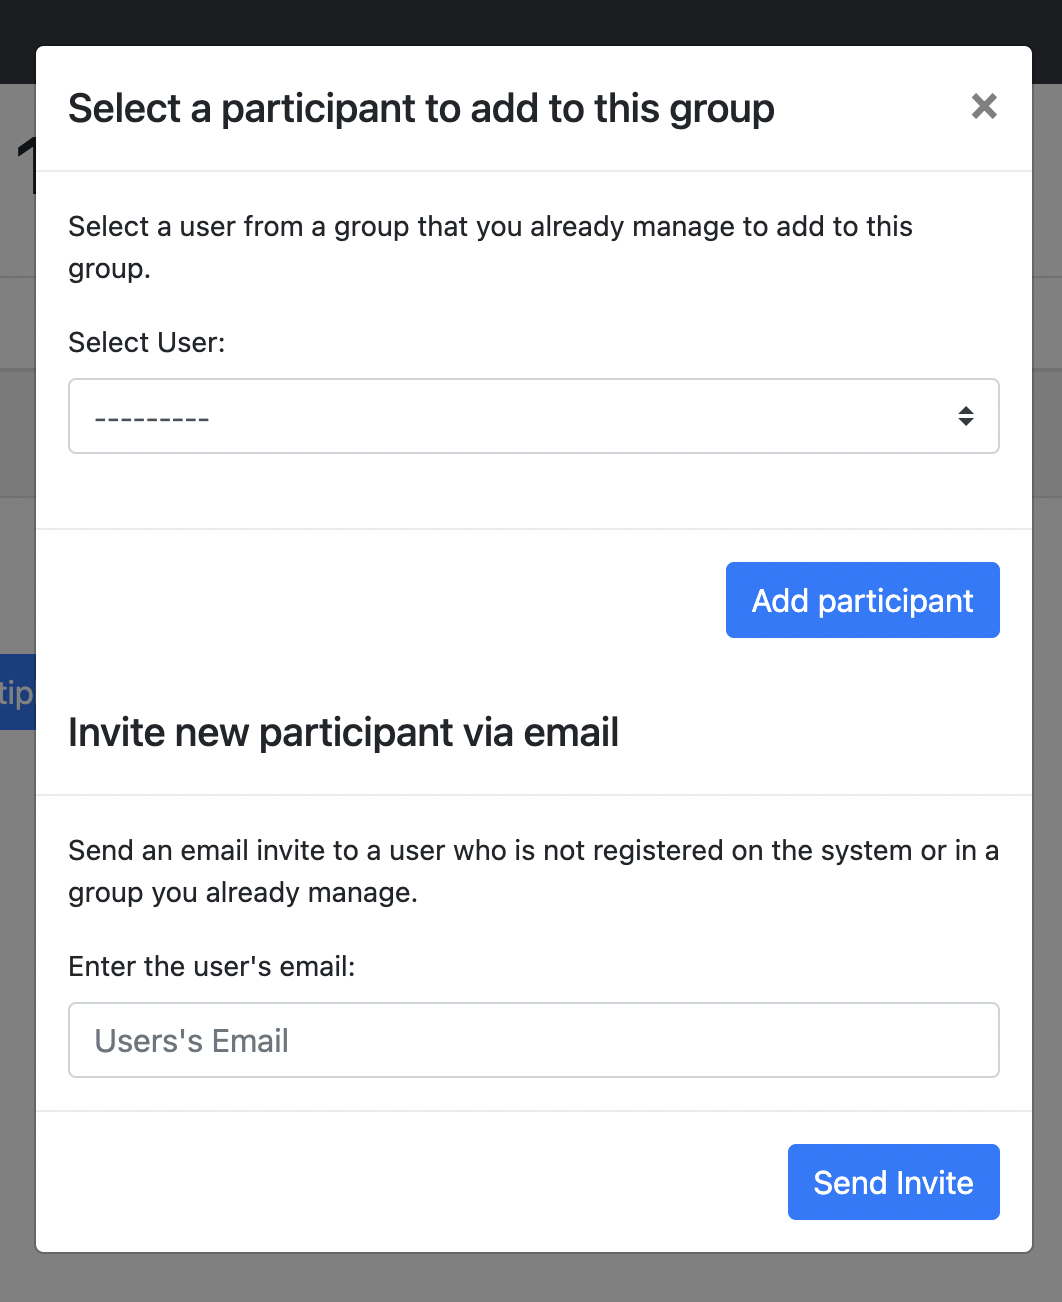 Select a participant to add to this group
×
Select a user from a group that you already manage to add to this
group.
Select User:
---------
Add participant
tip
Invite new participant via email
Send an email invite to a user who is not registered on the system or in a
group you already manage.
Enter the user's email:
Users's Email
Send Invite